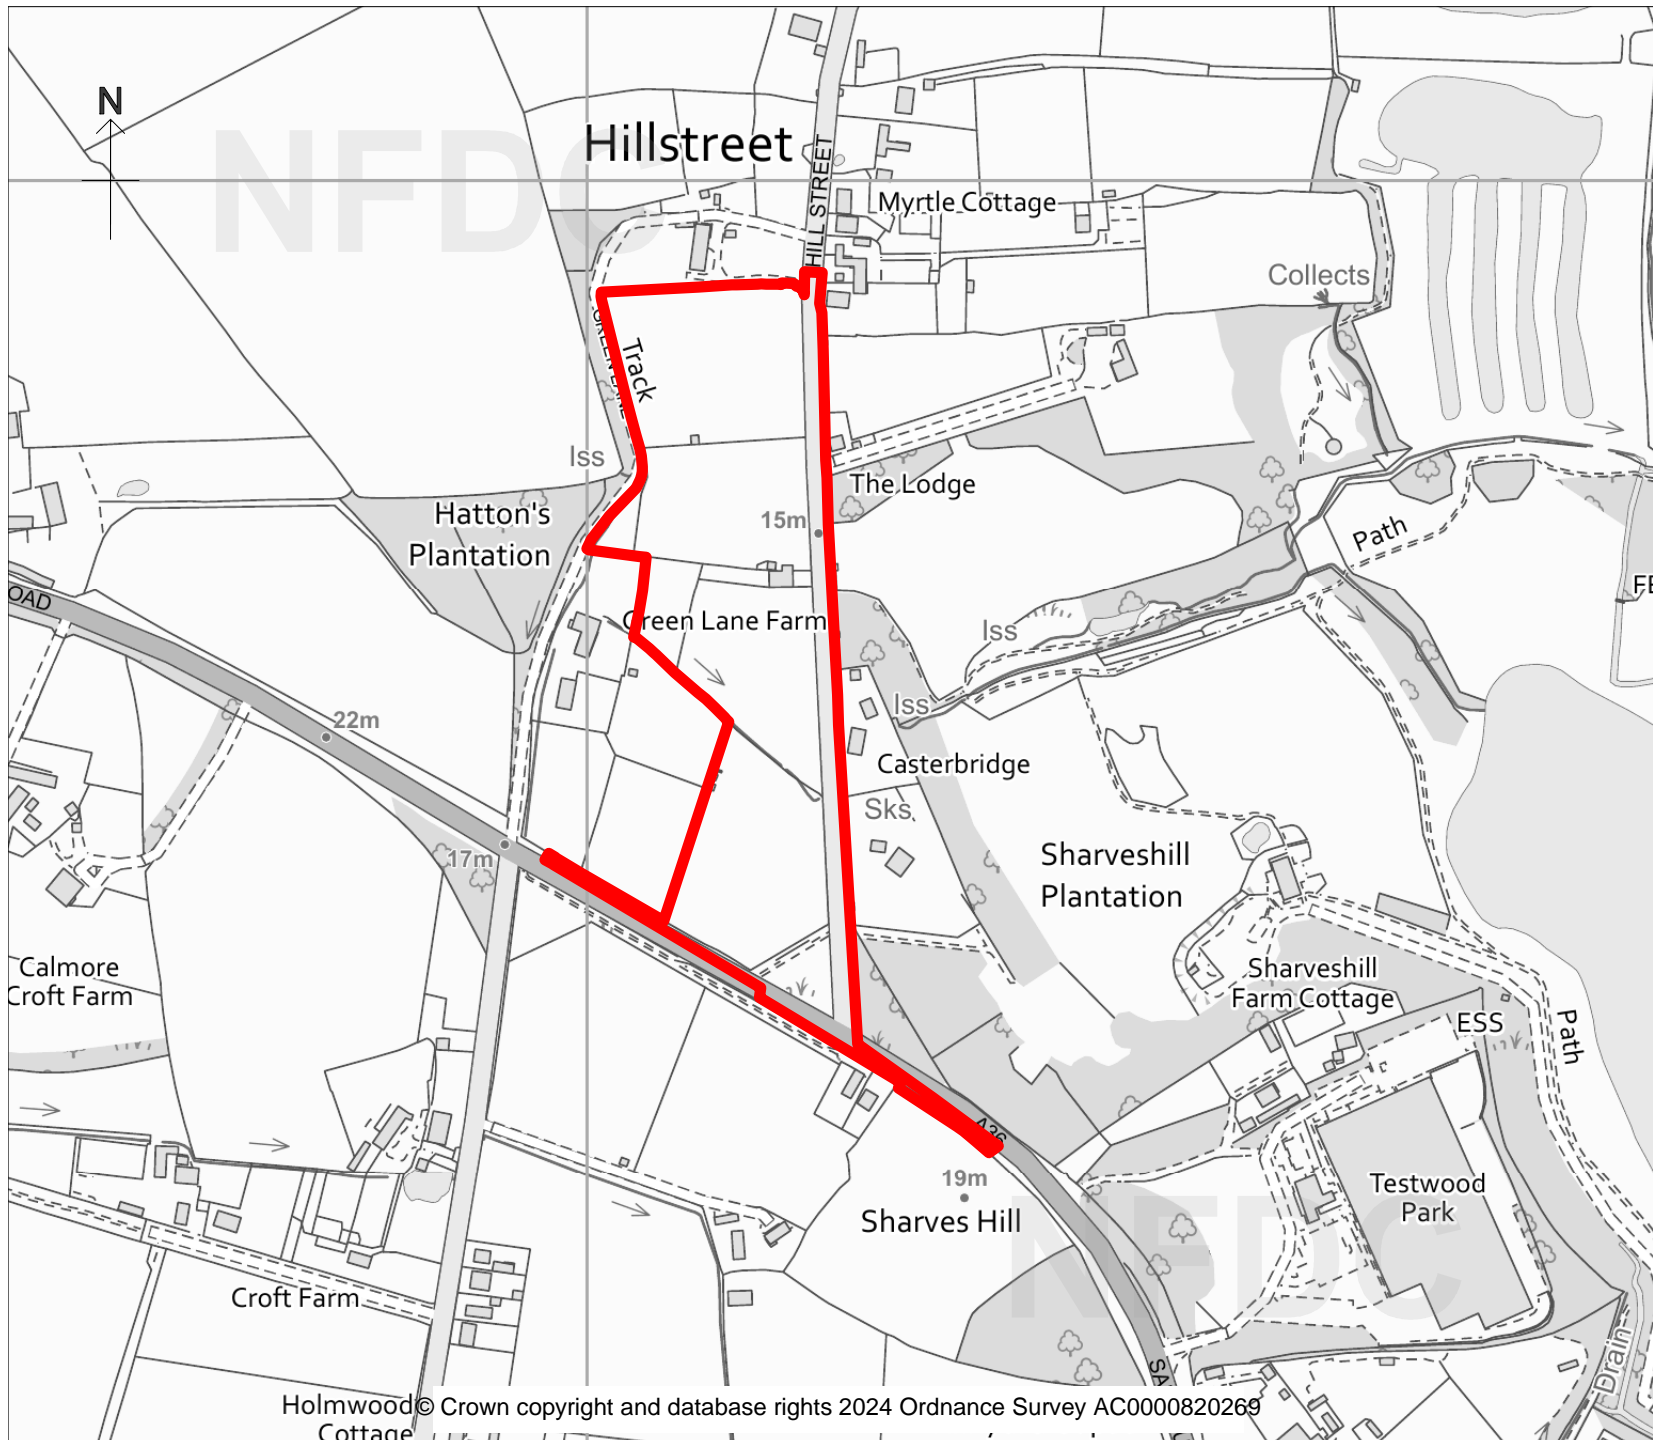 N
NFDC
Hillstreet
HILL STREET
Myrtle Cottage
Collects
GREEN LANE
Track
Iss
The Lodge
Hatton's
Plantation
15m
Path
OAD
FE
Green Lane Farm
Iss
Iss
22m
Casterbridge
Sks
17m
Sharveshill
Plantation
Calmore
Croft Farm
Sharveshill
Farm Cottage
ESS
Path
A36
19m
Sharves Hill
NFDC
Testwood
Park
Croft Farm
SA
Drain
Holmwood
Cottage
© Crown copyright and database rights 2024 Ordnance Survey AC0000820269